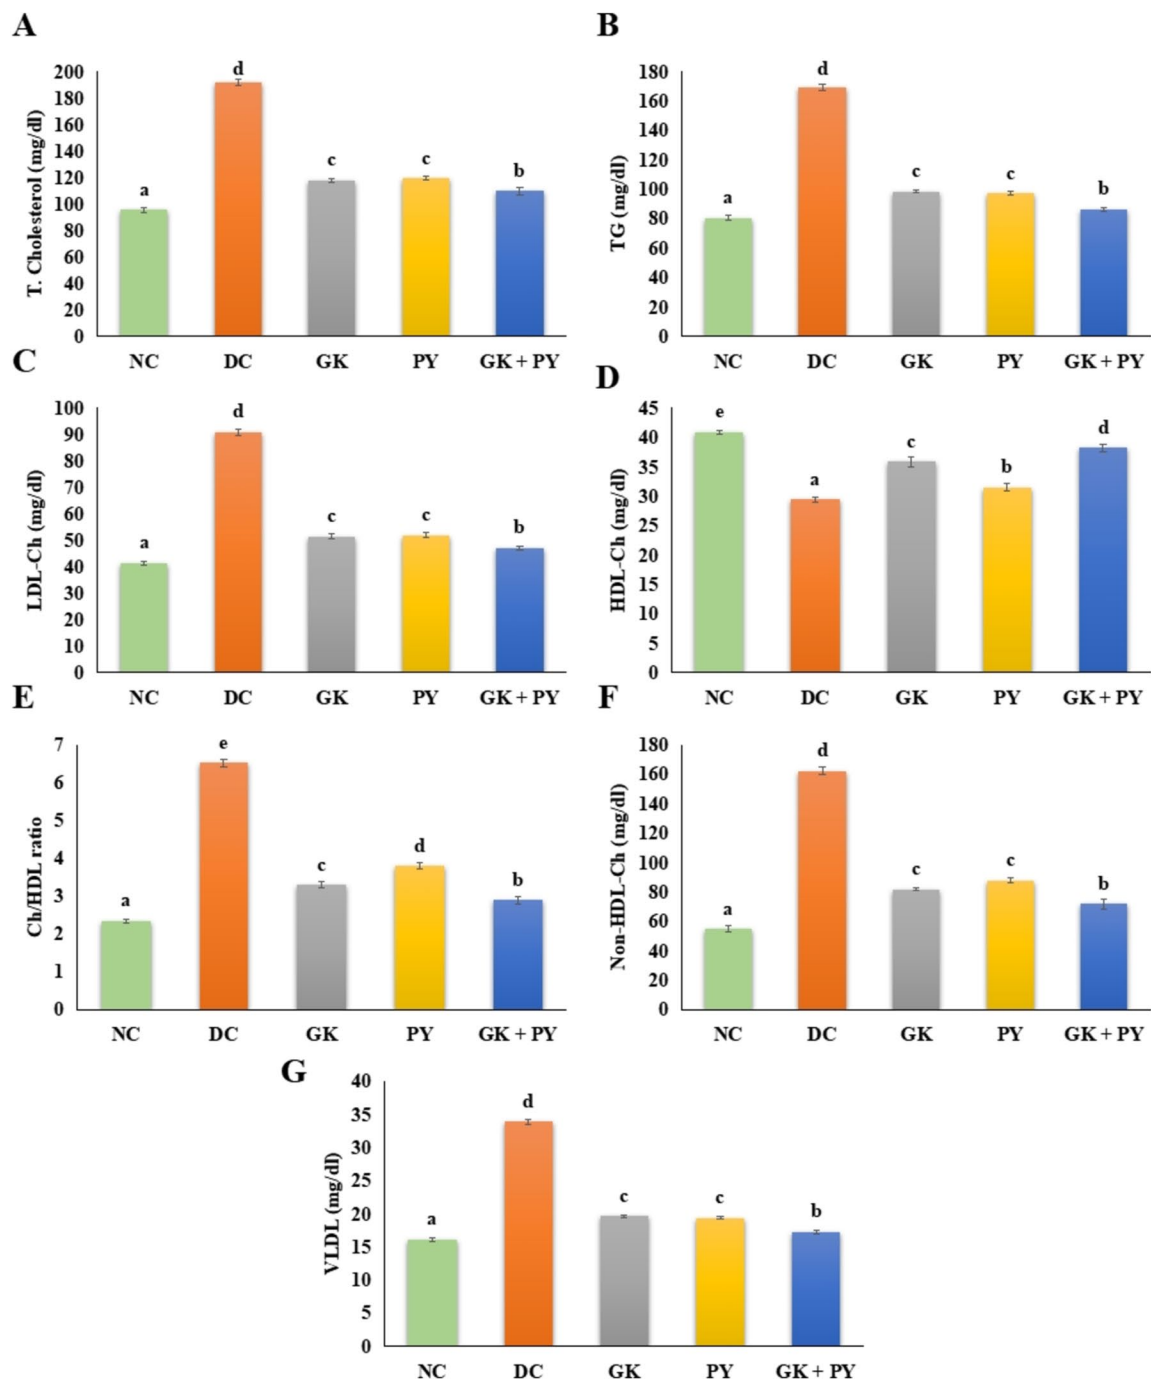 A
T. Cholesterol (mg/dl)
200
180
160
140
120
100
80
60
40
20
0
a
d
c
c
b
NC DC GK PY GK + PY
B
TG (mg/dl)
180
160
140
120
100
80
60
40
20
0
a
d
c
c
b
NC DC GK PY GK + PY
C
LDL-Ch (mg/dl)
100
90
80
70
60
50
40
30
20
10
0
a
d
c
c
b
NC DC GK PY GK + PY
D
HDL-Ch (mg/dl)
45
40
35
30
25
20
15
10
5
0
e
a
c
b
d
NC DC GK PY GK + PY
E
Ch/HDL ratio
7
6
5
4
3
2
1
0
a
e
c
d
b
NC DC GK PY GK + PY
F
Non-HDL-Ch (mg/dl)
180
160
140
120
100
80
60
40
20
0
a
d
c
c
b
NC DC GK PY GK + PY
G
VLDL (mg/dl)
40
35
30
25
20
15
10
5
0
a
d
c
c
b
NC DC GK PY GK + PY